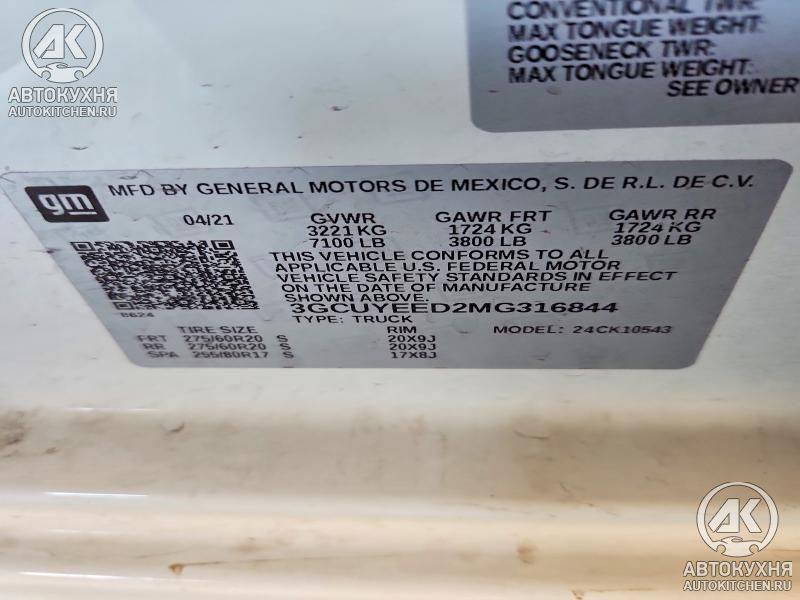 AK
АВТОКУХНЯ
AUTOKITCHEN.RU
CONVENTIONAL TWR:
MAX TONGUE WEIGHT:
GOOSENECK TWR:
MAX TONGUE WEIGHT:
SEE OWNER
gm
MFD BY GENERAL MOTORS DE MEXICO, S. DE R.L. DE C.V.
04/21 GVWR GAWR FRT GAWR RR
3221 KG 1724 KG 1724 KG
7100 LB 3800 LB 3800 LB
THIS VEHICLE CONFORMS TO ALL
APPLICABLE U.S. FEDERAL MOTOR
VEHICLE SAFETY STANDARDS IN EFFECT
ON THE DATE OF MANUFACTURE
SHOWN ABOVE.
8624
3GCUYEED2MG316844
TYPE: TRUCK MODEL: 24CK10543
TIRE SIZE RIM
FRT 275/60R20 S 20X9J
RR 275/60R20 S 20X9J
SPA 255/80R17 S 17X8J
AK
АВТОКУХНЯ
AUTOKITCHEN.RU